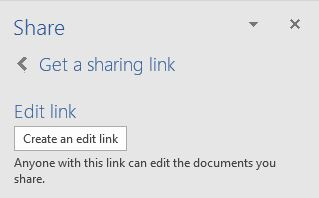 Share
Get a sharing link
Edit link
Create an edit link
Anyone with this link can edit the documents you
share.